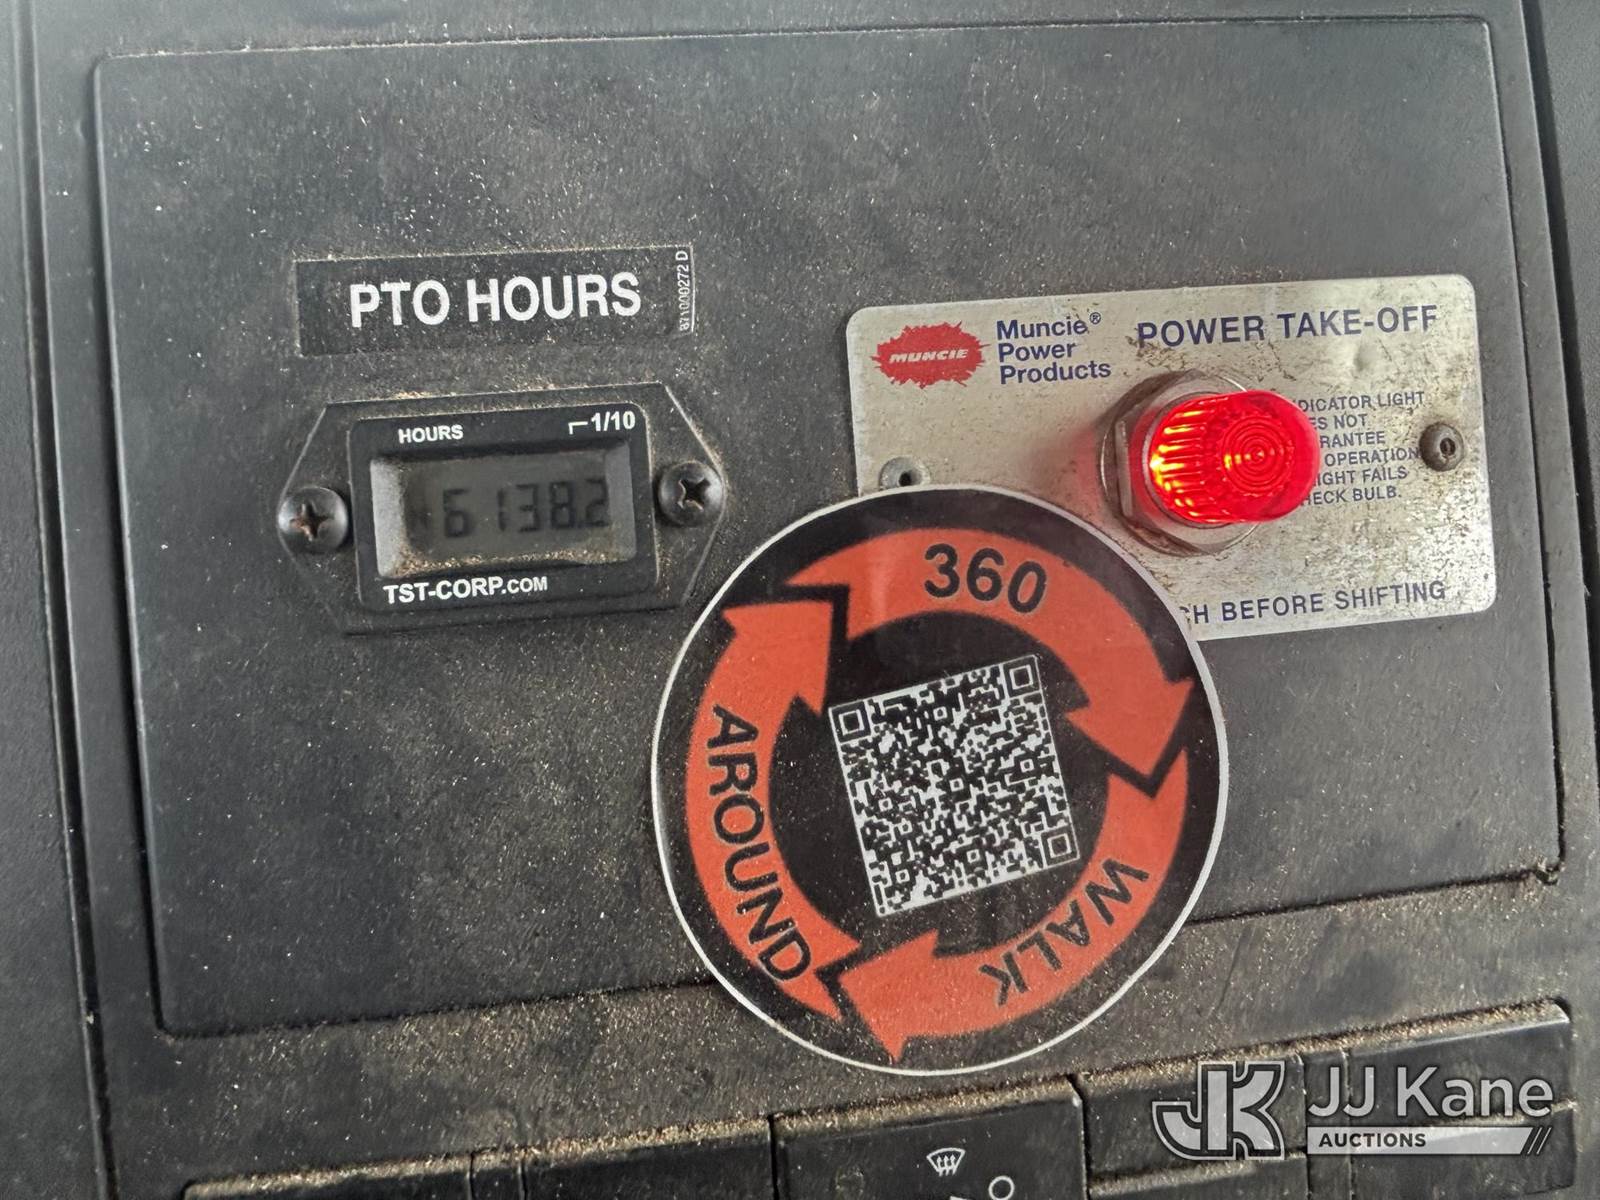 PTO HOURS
871000272 D
HOURS
1/10
6138.2
TST-CORP.COM
MUNCIE
Muncie®
Power
Products
POWER TAKE-OFF
DICATOR LIGHT
ES NOT
RANTEE
OPERATION
IGHT FAILS
HECK BULB.
CH BEFORE SHIFTING
360
WALK
AROUND
JK
JJ Kane
AUCTIONS